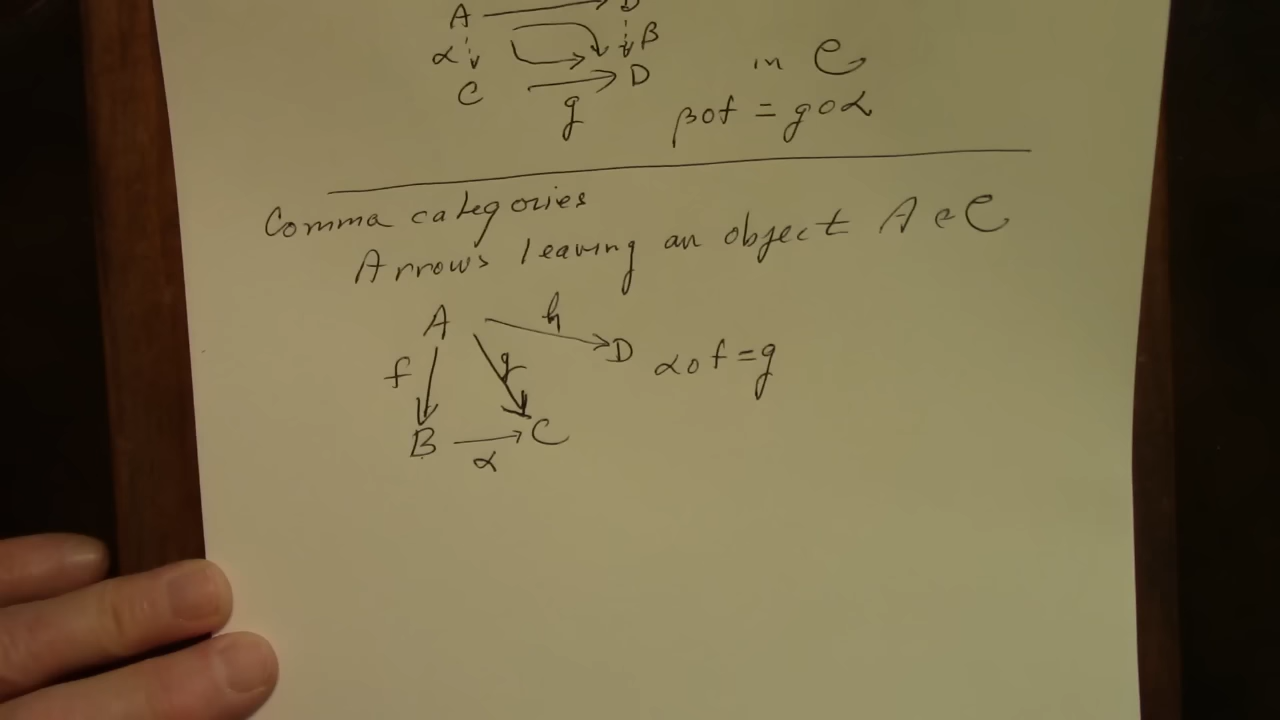 A
α β
C D
g
in C
β∘f = g∘α
Comma categories
Arrows leaving an object A ∈ C
A h
f g D α∘f = g
B C
α